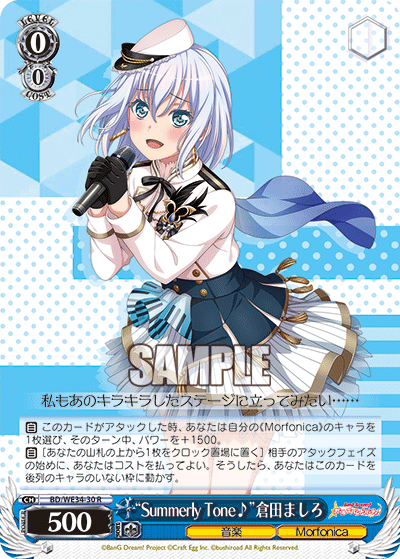 LEVEL
0
0
COST
SAMPLE
私もあのキラキラしたステージに立ってみたい……
自 このカードがアタックした時、あなたは自分の《Morfonica》のキャラを
1枚選び、そのターン中、パワーを+1500。
自 [あなたの山札の上から1枚をクロック置場に置く] 相手のアタックフェイズ
の始めに、あなたはコストを払ってよい。そうしたら、あなたはこのカードを
後列のキャラのいない枠に動かす。
CH BD/WE34-30 R
“Summerly Tone♪”倉田ましろ
500
音楽
Morfonica
©BanG Dream! Project ©Craft Egg Inc. ©bushiroad All Rights Reserved.